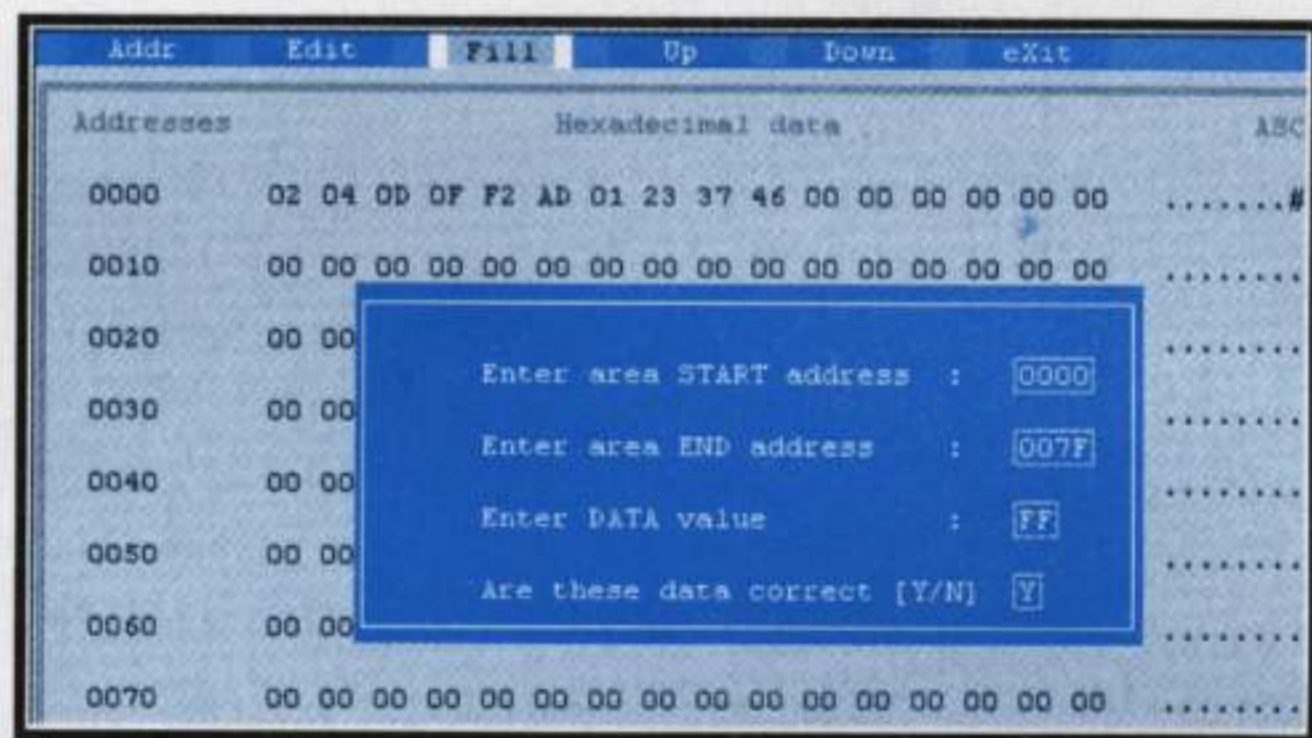 Addr Edit Fill Up Down eXit
Addresses Hexadecimal data ASC
0000 02 04 0D 0F F2 AD 01 23 37 46 00 00 00 00 00 00 .......#
0010 00 00 00 00 00 00 00 00 00 00 00 00 00 00 00 00 ........
0020 00 00 ........
Enter area START address : 0000
0030 00 00 ........
Enter area END address : 007F
0040 00 00 ........
Enter DATA value : FF
0050 00 00 ........
Are these data correct [Y/N] Y
0060 00 00 ........
0070 00 00 00 00 00 00 00 00 00 00 00 00 00 00 00 00 ........